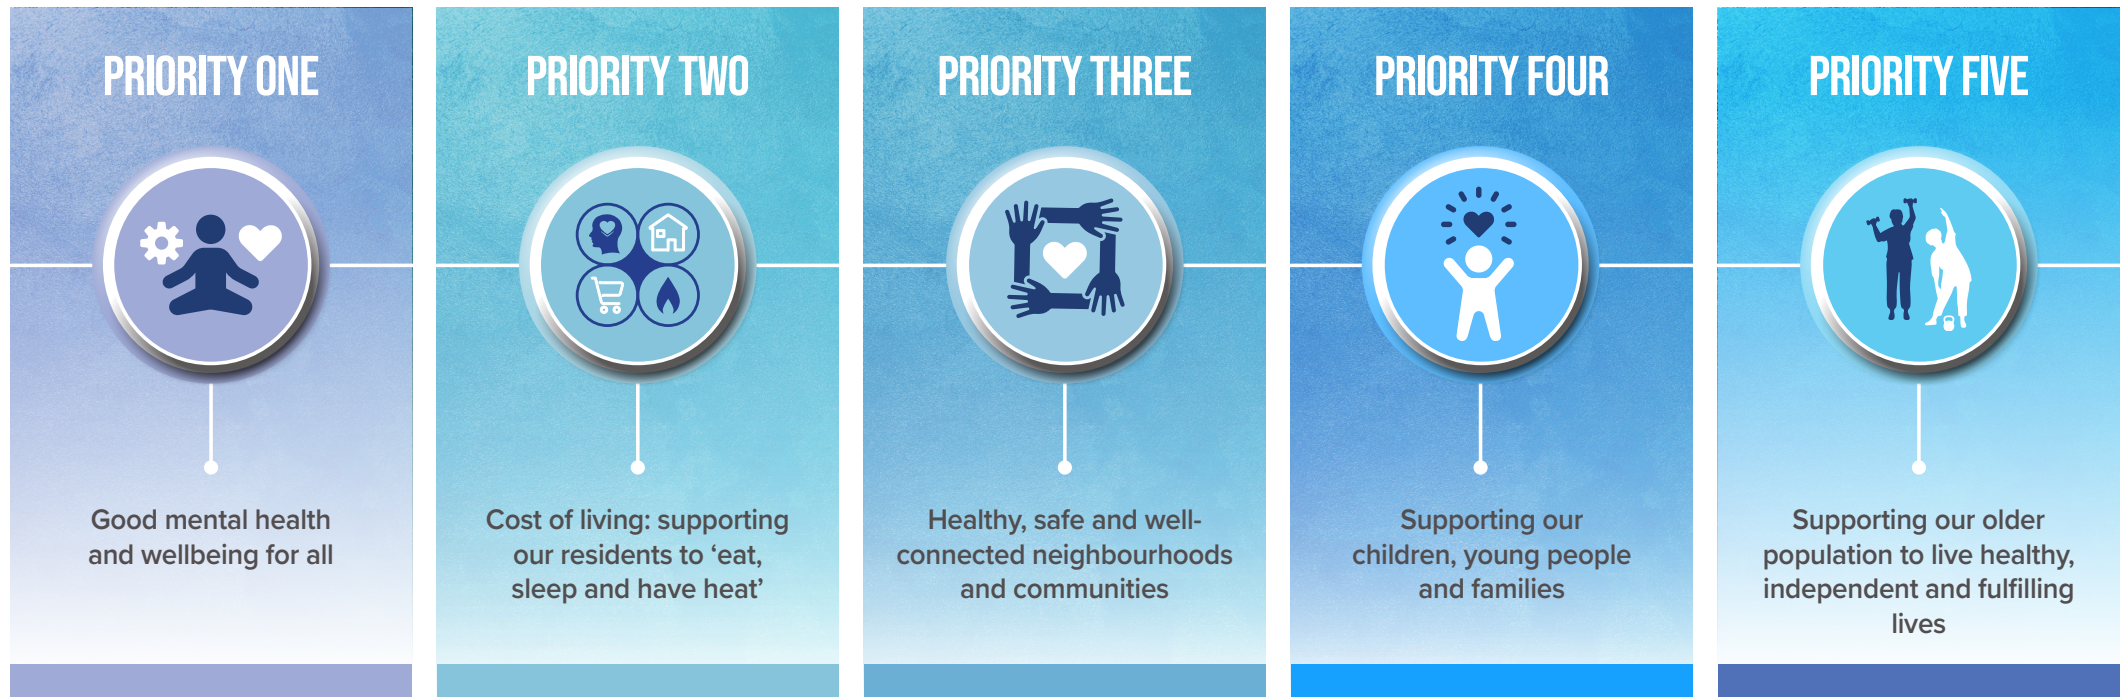 PRIORITY ONE
Good mental health
and wellbeing for all
PRIORITY TWO
Cost of living: supporting
our residents to ‘eat,
sleep and have heat’
PRIORITY THREE
Healthy, safe and well-
connected neighbourhoods
and communities
PRIORITY FOUR
Supporting our
children, young people
and families
PRIORITY FIVE
Supporting our older
population to live healthy,
independent and fulfilling
lives